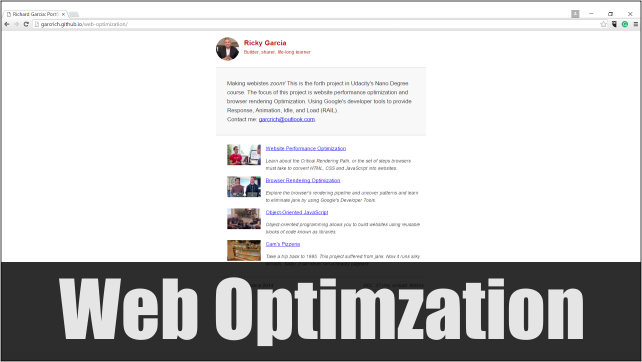 Richard Garcia: Portf
garcrich.github.io/web-optimization/
Ricky Garcia
Builder, sharer, life-long learner
Making webistes zoom! This is the forth project in Udacity's Nano Degree
course. The focus of this project is website performance optimization and
browser rendering Optimization. Using Google's developer tools to provide
Response, Animation, Idle, and Load (RAIL).
Contact me: garcrich@outlook.com.
Website Performance Optimization
Learn about the Critical Rendering Path, or the set of steps browsers
must take to convert HTML, CSS and JavaScript into websites.
Browser Rendering Optimization
Explore the browser's rendering pipeline and uncover patterns and learn
to eliminate jank by using Google's Developer Tools.
Object-Oriented JavaScript
Object-oriented programming allows you to build websites using reusable
blocks of code known as libraries.
Cam's Pizzeria
Take a trip back to 1985. This project suffered from jank. Now it runs silky
Web Optimzation